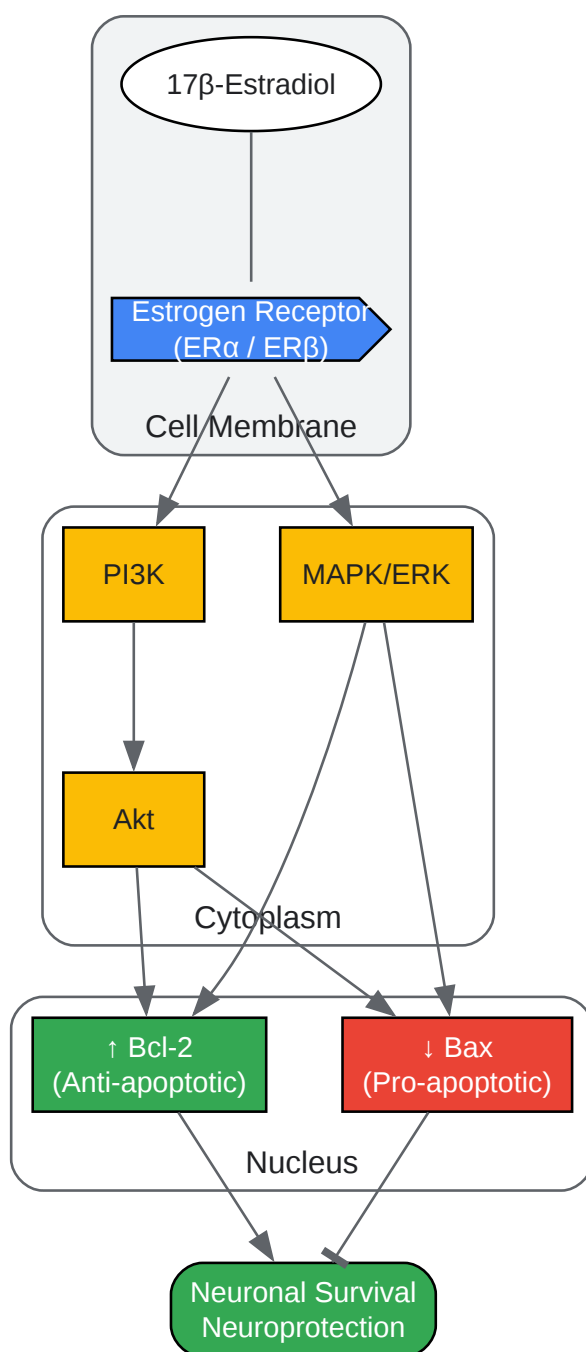 17β-Estradiol
Estrogen Receptor
(ERα / ERβ)
Cell Membrane
PI3K
MAPK/ERK
Akt
Cytoplasm
↑ Bcl-2
(Anti-apoptotic)
↓ Bax
(Pro-apoptotic)
Nucleus
Neuronal Survival
Neuroprotection